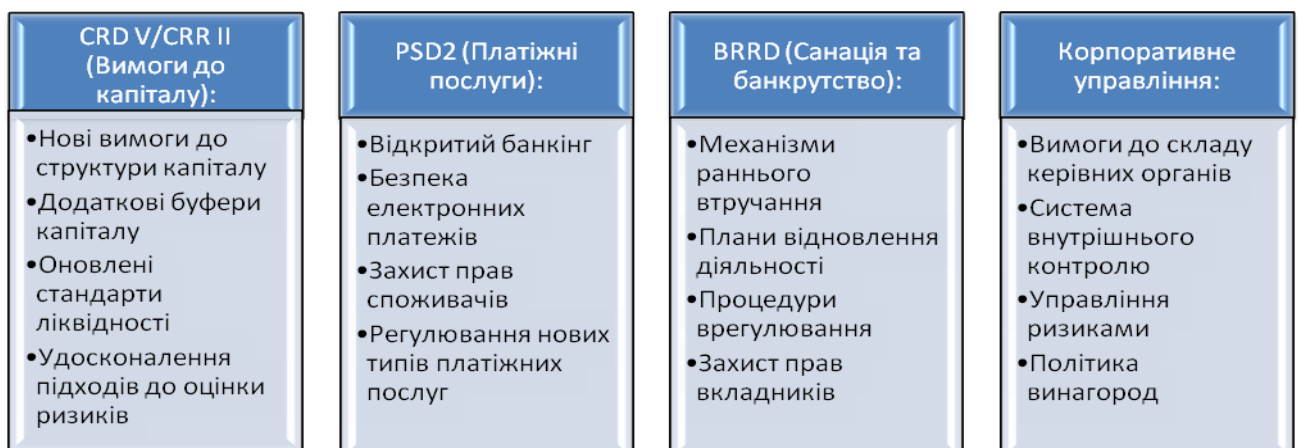 CRD V/CRR II
(Вимоги до
капіталу):
•Нові вимоги до
структури капіталу
•Додаткові буфери
капіталу
•Оновлені
стандарти
ліквідності
•Удосконалення
підходів до оцінки
ризиків
PSD2 (Платіжні
послуги):
•Відкритий банкінг
•Безпека
електронних
платежів
•Захист прав
споживачів
•Регулювання нових
типів платіжних
послуг
BRRD (Санація та
банкрутство):
•Механізми
раннього
втручання
•Плани відновлення
діяльності
•Процедури
врегулювання
•Захист прав
вкладників
Корпоративне
управління:
•Вимоги до складу
керівних органів
•Система
внутрішнього
контролю
•Управління
ризиками
•Політика
винагород